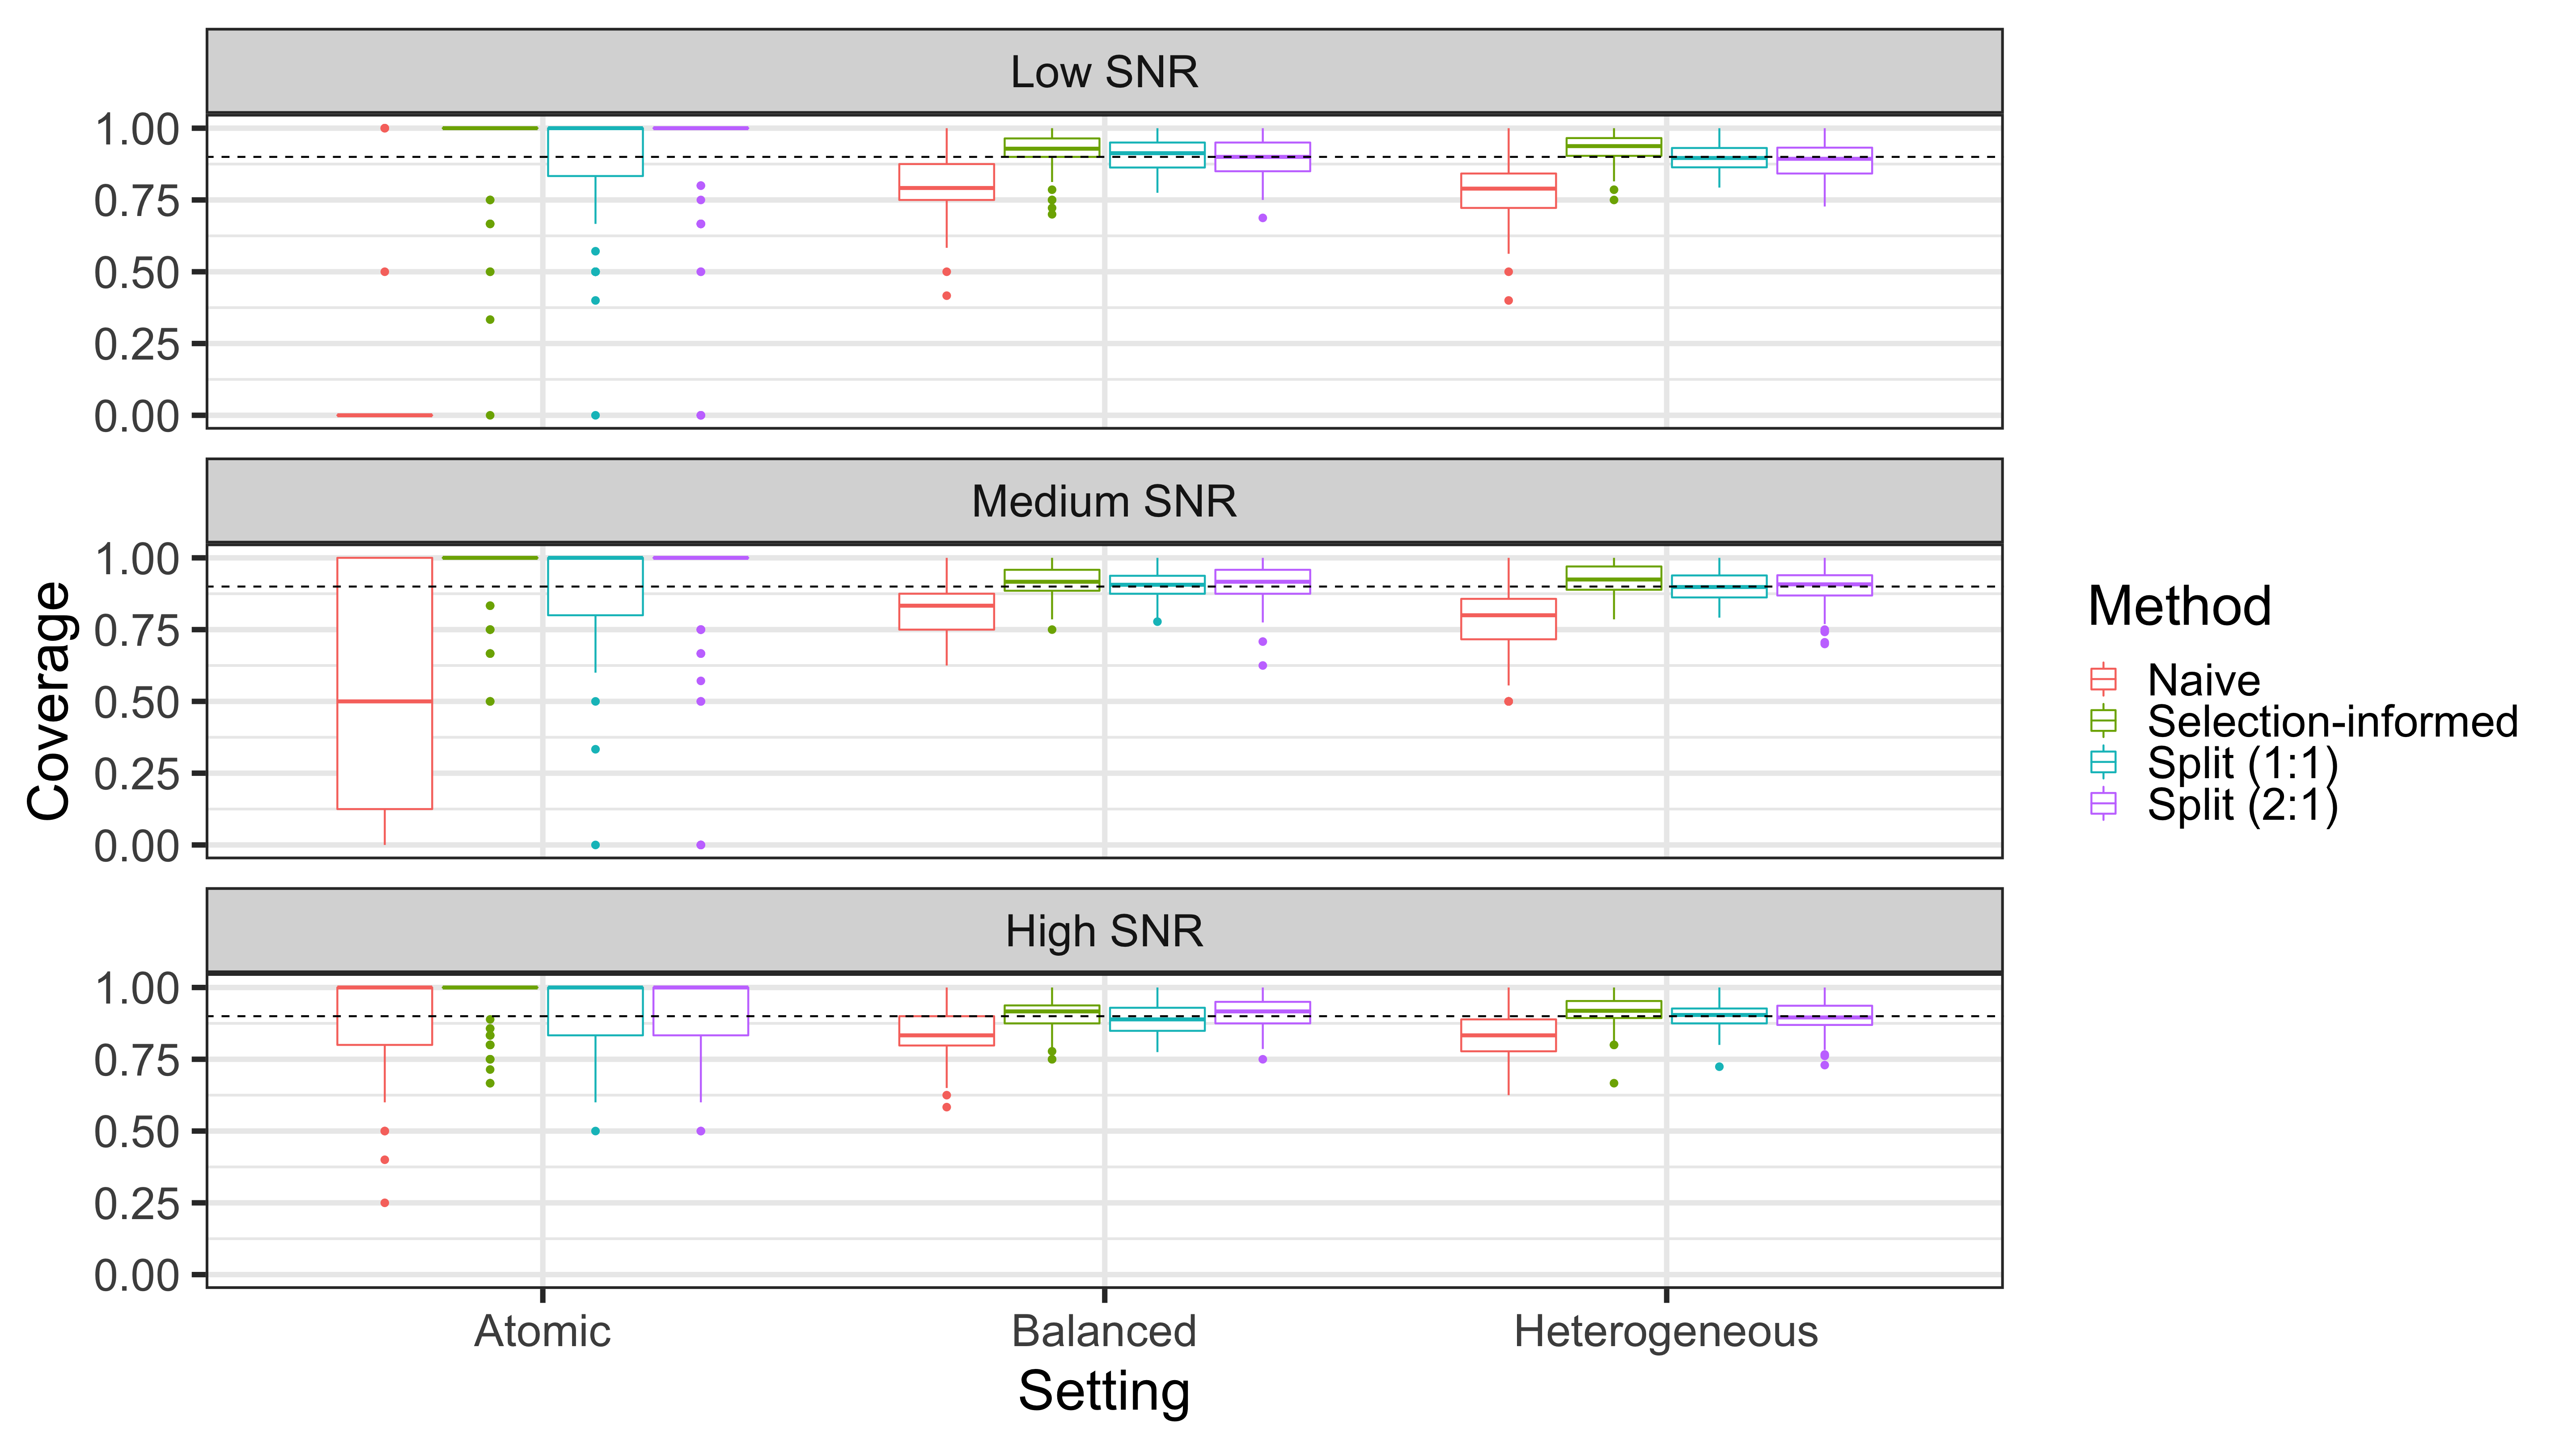 Low SNR
1.00
0.75
0.50
0.25
0.00
Medium SNR
1.00
0.75
0.50
0.25
0.00
High SNR
1.00
0.75
0.50
0.25
0.00
Coverage
Atomic Balanced Heterogeneous
Setting
Method
Naive
Selection-informed
Split (1:1)
Split (2:1)